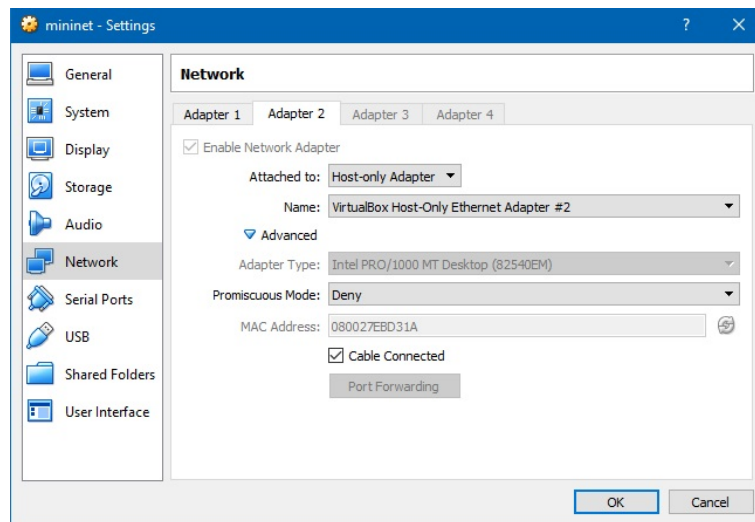 mininet - Settings
?
General
System
Display
Storage
Audio
Network
Serial Ports
USB
Shared Folders
User Interface
Network
Adapter 1 Adapter 2 Adapter 3 Adapter 4
Enable Network Adapter
Attached to: Host-only Adapter
Name: VirtualBox Host-Only Ethernet Adapter #2
Advanced
Adapter Type: Intel PRO/1000 MT Desktop (82540EM)
Promiscuous Mode: Deny
MAC Address: 080027EBD31A
Cable Connected
Port Forwarding
OK Cancel